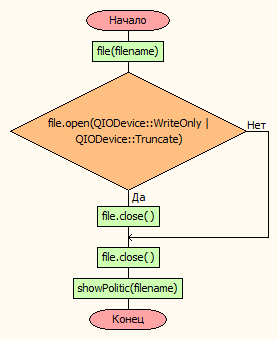 Начало
file(filename)
file.open(QIODevice::WriteOnly |
QIODevice::Truncate)
Нет
Да
file.close()
file.close()
showPolitic(filename)
Конец